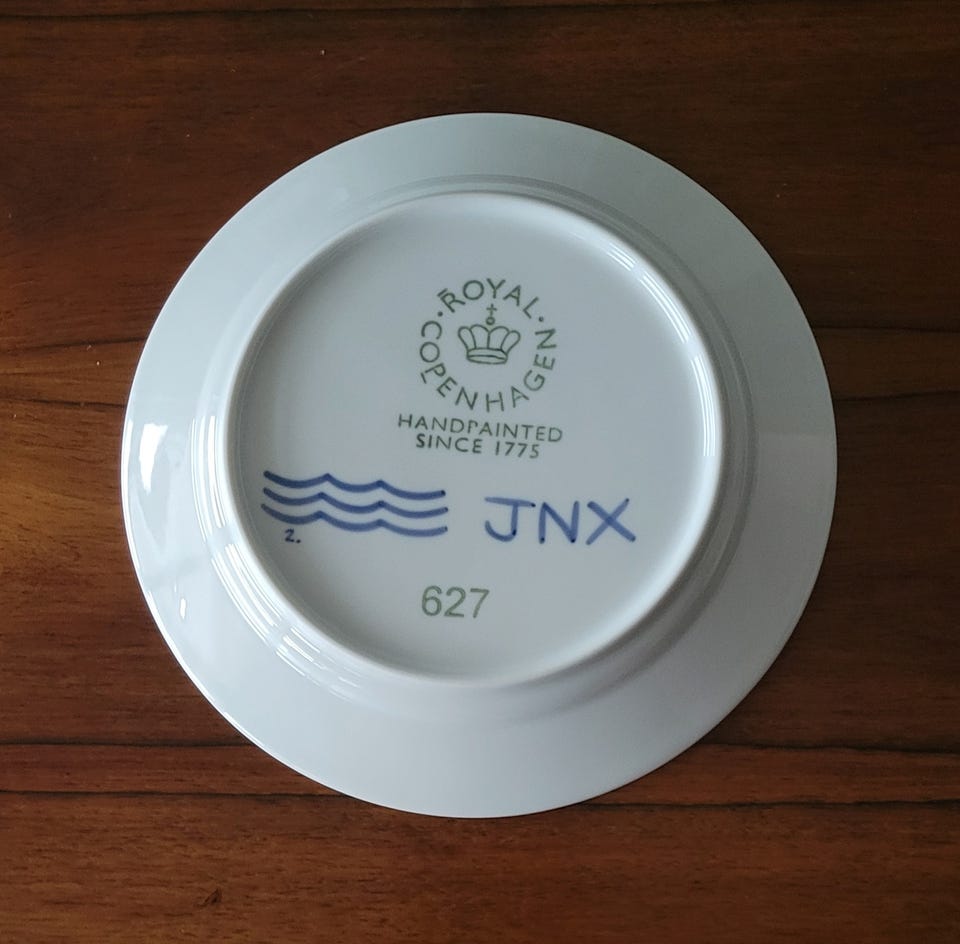 ROYAL
COPENHAGEN
HANDPAINTED
SINCE 1775
2.
JNX
627